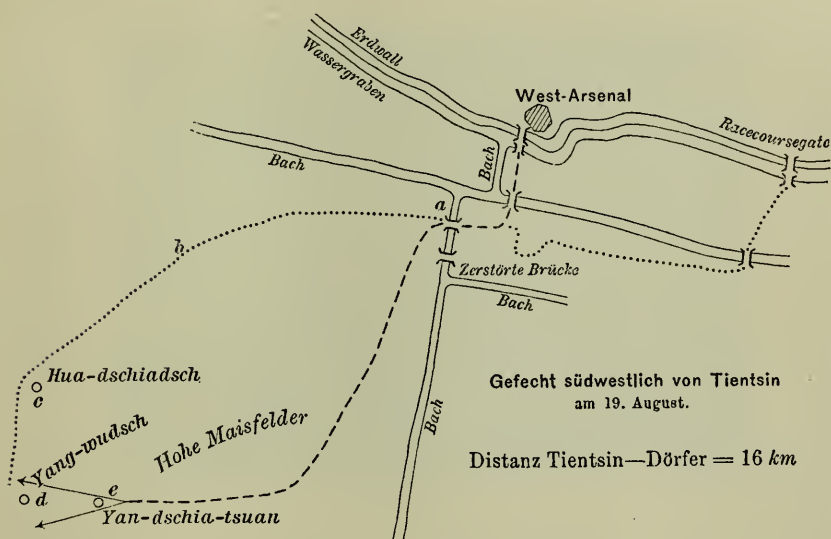 Erdwall
Wassergraben
West-Arsenal
Racecoursegate
Bach
Bach
a
h
Zerstörte Brücke
Bach
Hua-dschiadsch
c
Gefecht südwestlich von Tientsin
am 19. August.
Hohe Maisfelder
Yang-wudsch
Bach
Distanz Tientsin—Dörfer = 16 km
d
e
Yan-dschia-tsuan